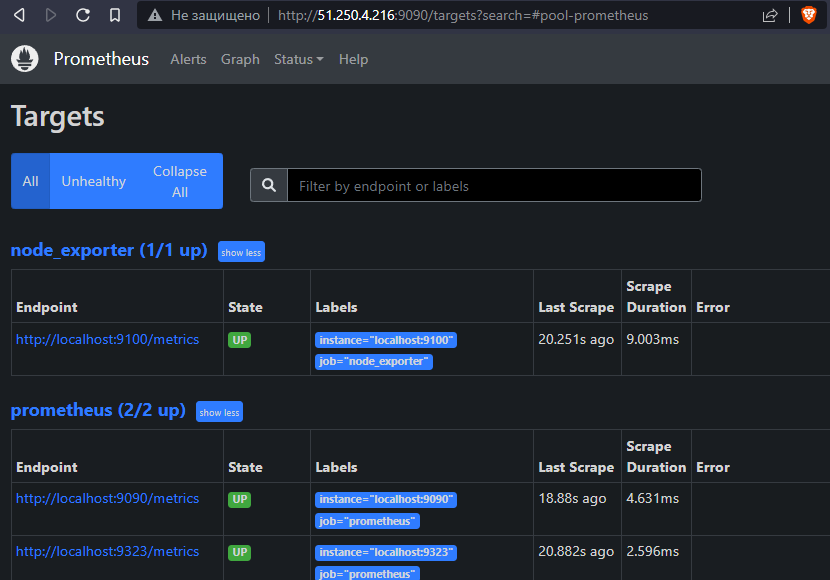 Не защищено http://51.250.4.216:9090/targets?search=#pool-prometheus
Prometheus Alerts Graph Status Help
Targets
All Unhealthy Collapse
All
Filter by endpoint or labels
node_exporter (1/1 up) show less
Scrape
Endpoint State Labels Last Scrape Duration Error
http://localhost:9100/metrics UP instance="localhost:9100" 20.251s ago 9.003ms
job="node_exporter"
prometheus (2/2 up) show less
Scrape
Endpoint State Labels Last Scrape Duration Error
http://localhost:9090/metrics UP instance="localhost:9090" 18.88s ago 4.631ms
job="prometheus"
http://localhost:9323/metrics UP instance="localhost:9323" 20.882s ago 2.596ms
job="prometheus"